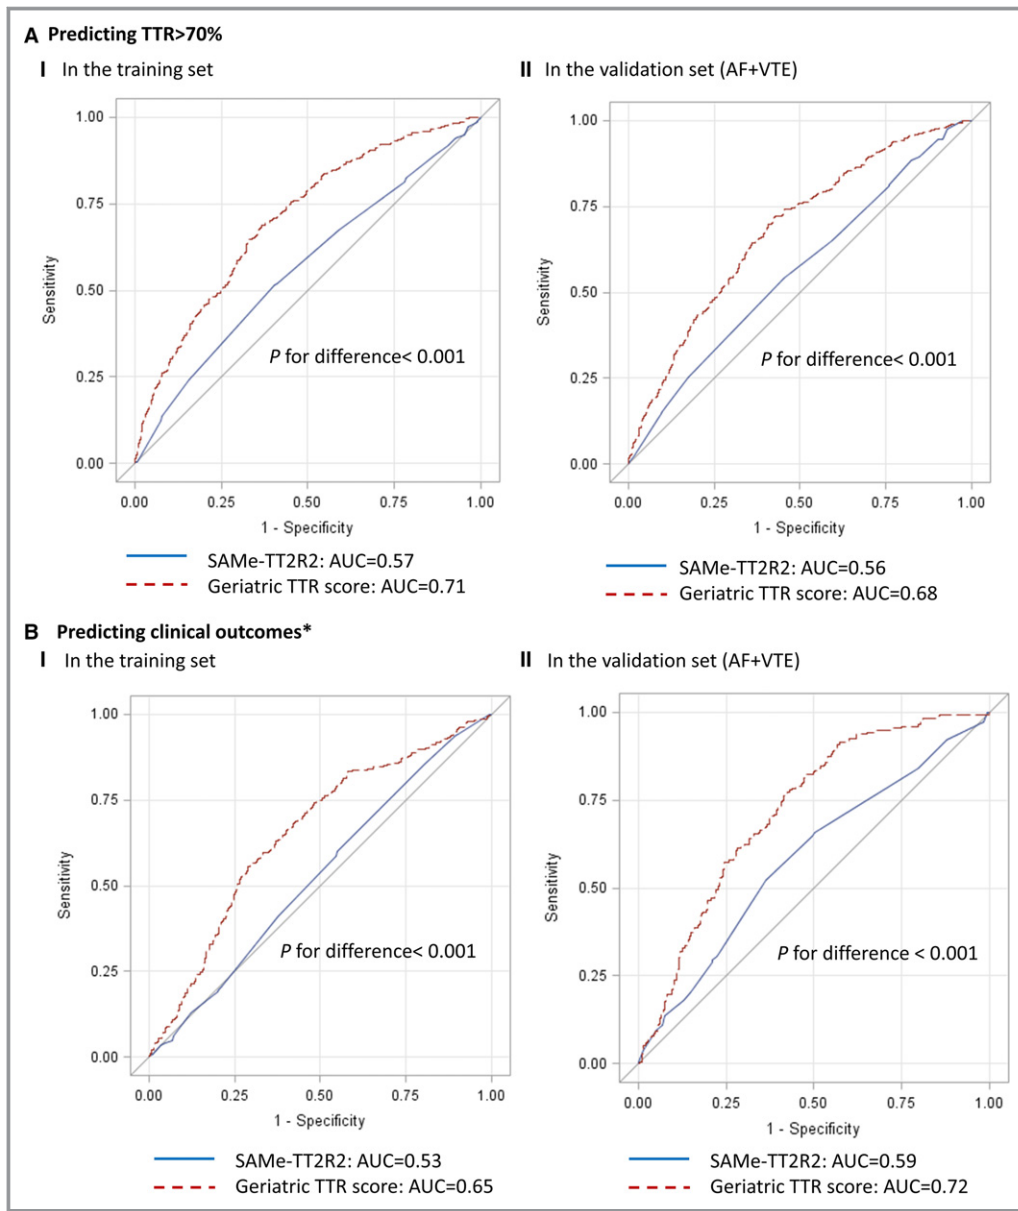 A Predicting TTR>70%
I In the training set
II In the validation set (AF+VTE)
1.00
0.75
0.50
0.25
0.00
Sensitivity
P for difference< 0.001
0.00 0.25 0.50 0.75 1.00
1 - Specificity
SAMe-TT2R2: AUC=0.57
Geriatric TTR score: AUC=0.71
1.00
0.75
0.50
0.25
0.00
Sensitivity
P for difference< 0.001
0.00 0.25 0.50 0.75 1.00
1 - Specificity
SAMe-TT2R2: AUC=0.56
Geriatric TTR score: AUC=0.68
B Predicting clinical outcomes*
I In the training set
II In the validation set (AF+VTE)
1.00
0.75
0.50
0.25
0.00
Sensitivity
P for difference< 0.001
0.00 0.25 0.50 0.75 1.00
1 - Specificity
SAMe-TT2R2: AUC=0.53
Geriatric TTR score: AUC=0.65
1.00
0.75
0.50
0.25
0.00
Sensitivity
P for difference < 0.001
0.00 0.25 0.50 0.75 1.00
1 - Specificity
SAMe-TT2R2: AUC=0.59
Geriatric TTR score: AUC=0.72